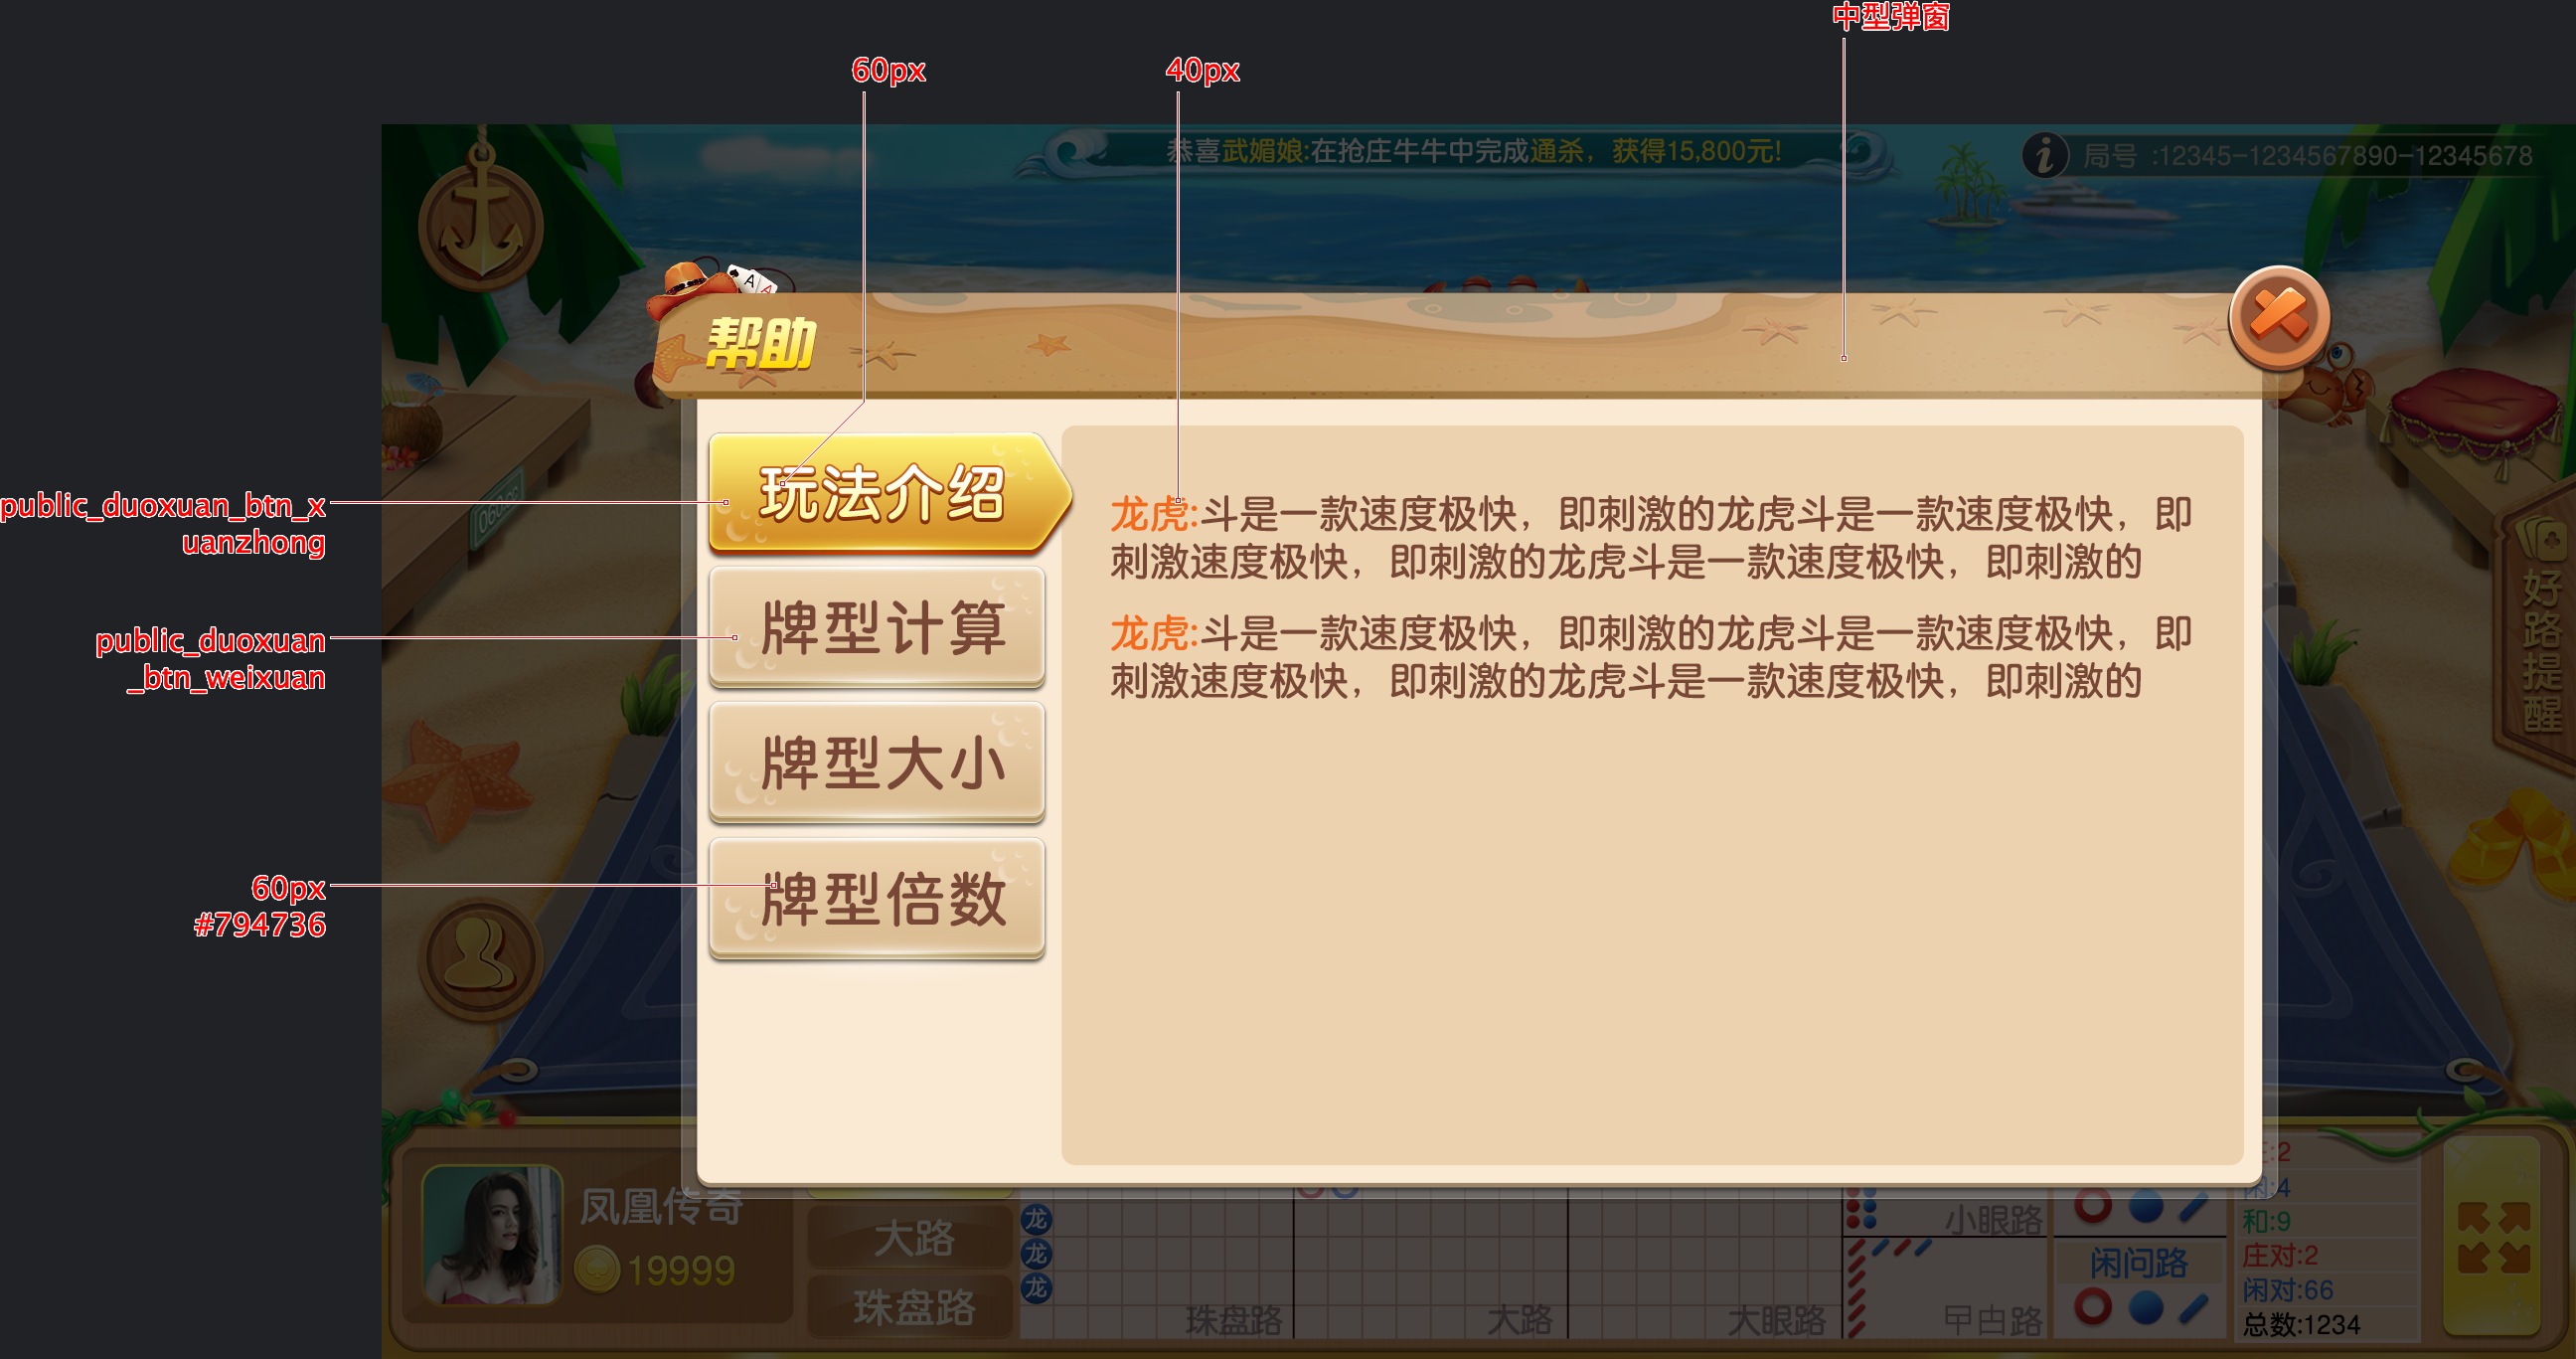 中型弹窗
60px
40px
恭喜武媚娘:在抢庄牛牛中完成通杀，获得15,800元!
局号 :12345-1234567890-12345678
帮助
玩法介绍
public_duoxuan_btn_x
uanzhong
龙虎:斗是一款速度极快，即刺激的龙虎斗是一款速度极快，即
刺激速度极快，即刺激的龙虎斗是一款速度极快，即刺激的
牌型计算
public_duoxuan
_btn_weixuan
龙虎:斗是一款速度极快，即刺激的龙虎斗是一款速度极快，即
刺激速度极快，即刺激的龙虎斗是一款速度极快，即刺激的
好路提醒
牌型大小
牌型倍数
60px
#794736
凤凰传奇
19999
大路
珠盘路
龙
龙
龙
珠盘路
大路
大眼路
小眼路
曱甴路
闲问路
:2
闲:4
和:9
庄对:2
闲对:66
总数:1234